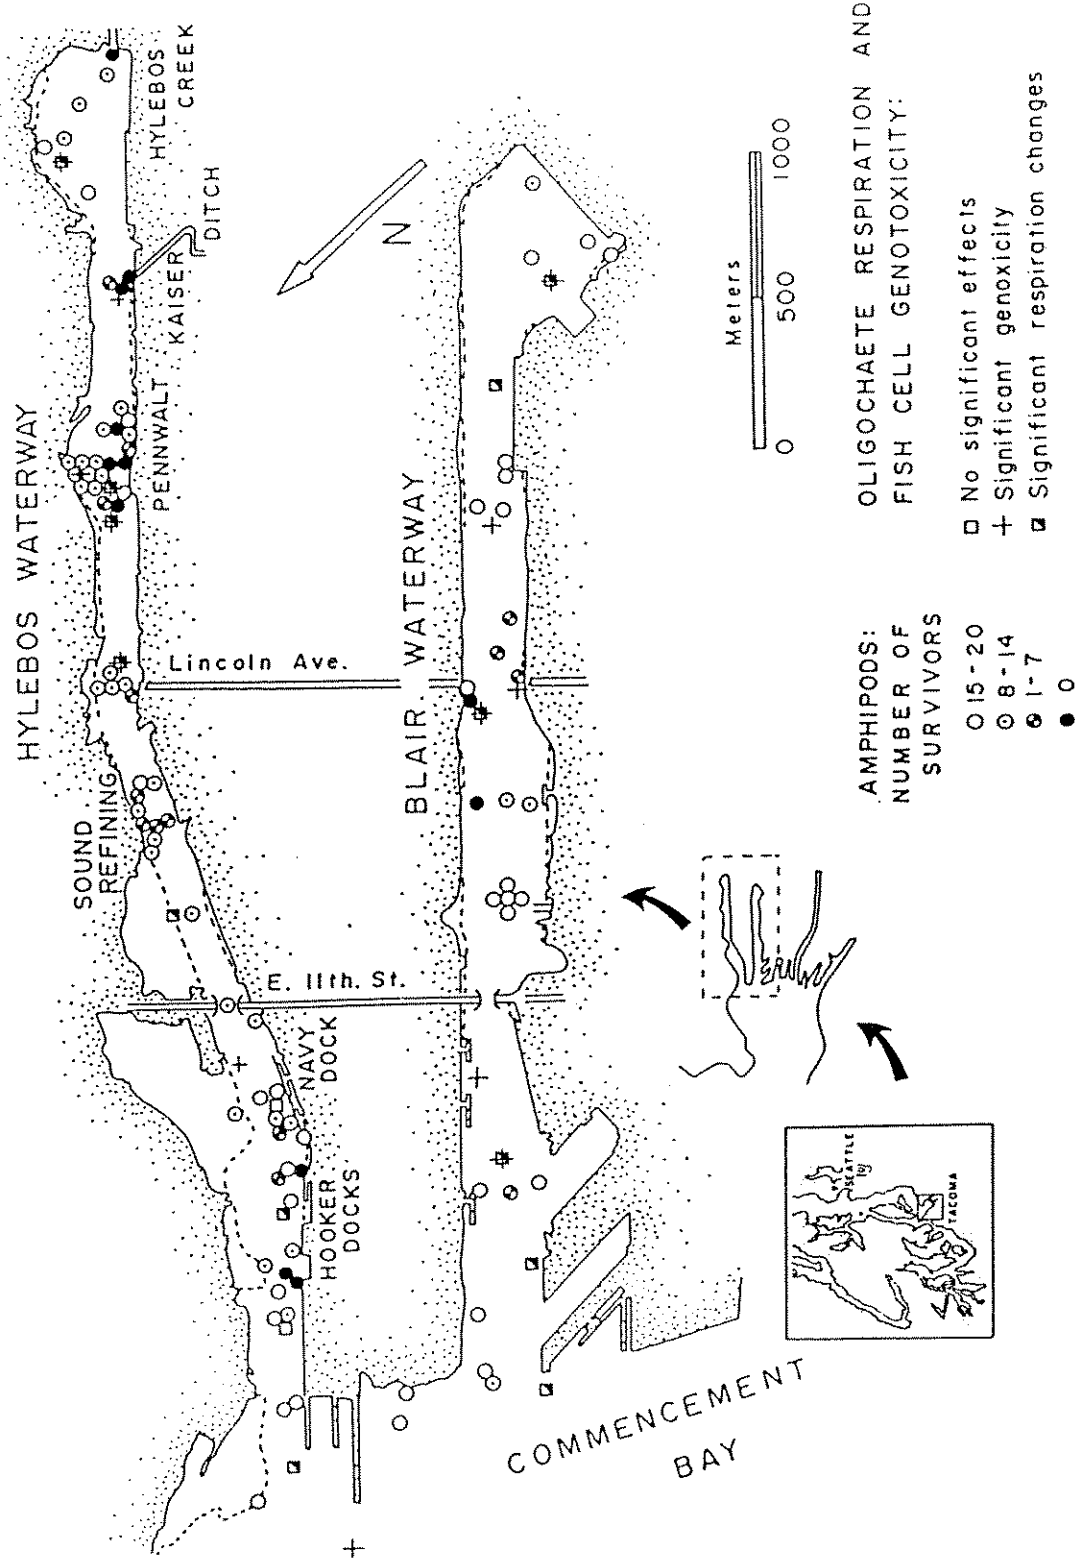 HYLEBOS WATERWAY
HYLEBOS
CREEK
DITCH
KAISER
PENNWALT
Lincoln Ave.
SOUND
REFINING
E. 11th. St.
NAVY
DOCK
HOOKER
DOCKS
BLAIR WATERWAY
N
COMMENCEMENT
BAY
Meters
0 500 1000
SEATTLE
TACOMA
AMPHIPODS:
NUMBER OF
SURVIVORS
15-20
8-14
1-7
0
OLIGOCHAETE RESPIRATION AND
FISH CELL GENOTOXICITY:
No significant effects
Significant genoxicity
Significant respiration changes